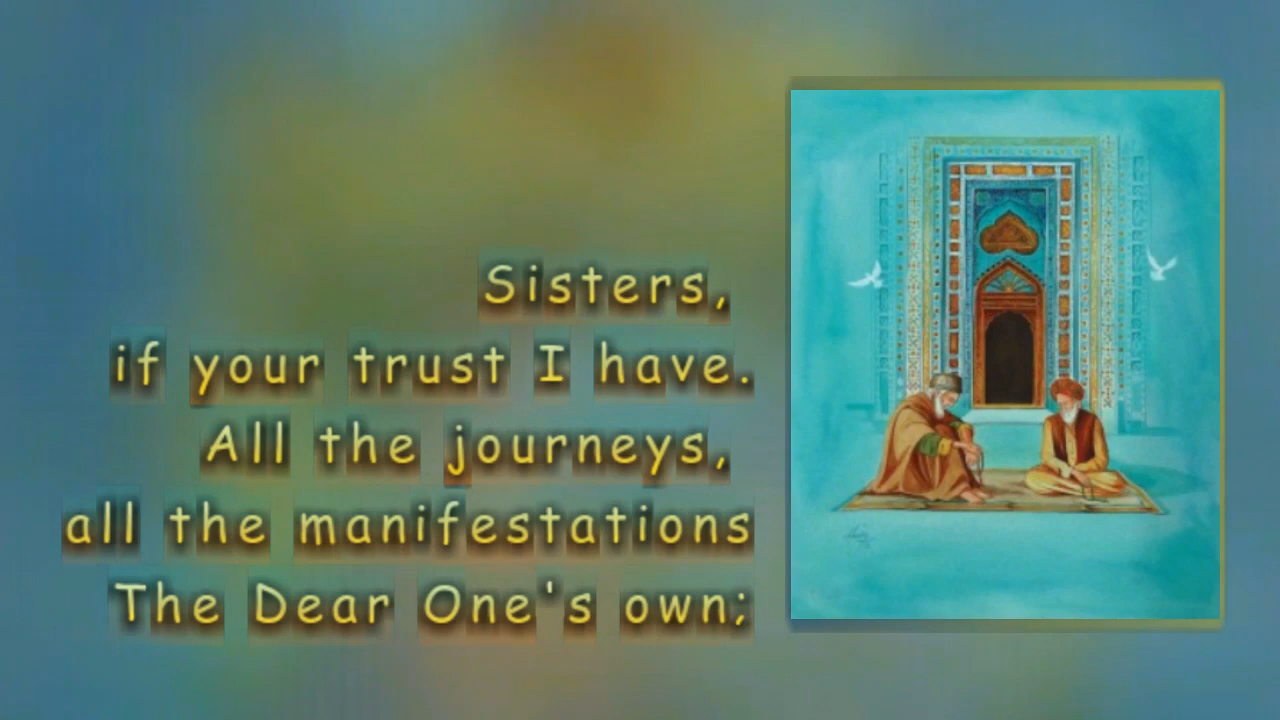 Sisters,
if your trust I have.
All the journeys,
all the manifestations
The Dear One's own;